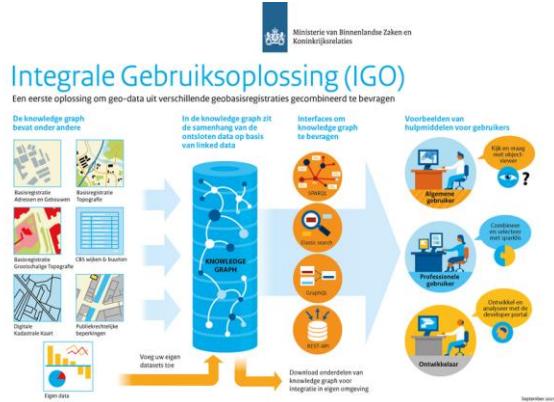 Ministerie van Binnenlandse Zaken en
Koninkrijksrelaties
Integrale Gebruiksoplossing (IGO)
Een eerste oplossing om geo-data uit verschillende geobasisregistraties gecombineerd te bevragen
De knowledge graph
bevat onder andere
Basisregistratie
Adressen en Gebouwen
Basisregistratie
Topografie
Basisregistratie
Grootschalige Topografie
CBS wijken & buurten
Digitale
Kadastrale Kaart
Publiekrechtelijke
beperkingen
Eigen data
Voeg uw eigen
datasets toe
In de knowledge graph zit
de samenhang van de
ontsloten data op basis
van linked data
KNOWLEDGE
GRAPH
Download onderdelen van
knowledge graph voor
integratie in eigen omgeving
Interfaces om
knowledge graph
te bevragen
SPARQL
Elastic search
GraphQL
REST-API
Voorbeelden van
hulpmiddelen voor gebruikers
Kijk en vraag
met object-
viewer
?
Algemene
gebruiker
Combineer
en selecteer
met sparklis
Professionele
gebruiker
Ontwikkel en
analyseer met de
developer portal
Ontwikkelaar